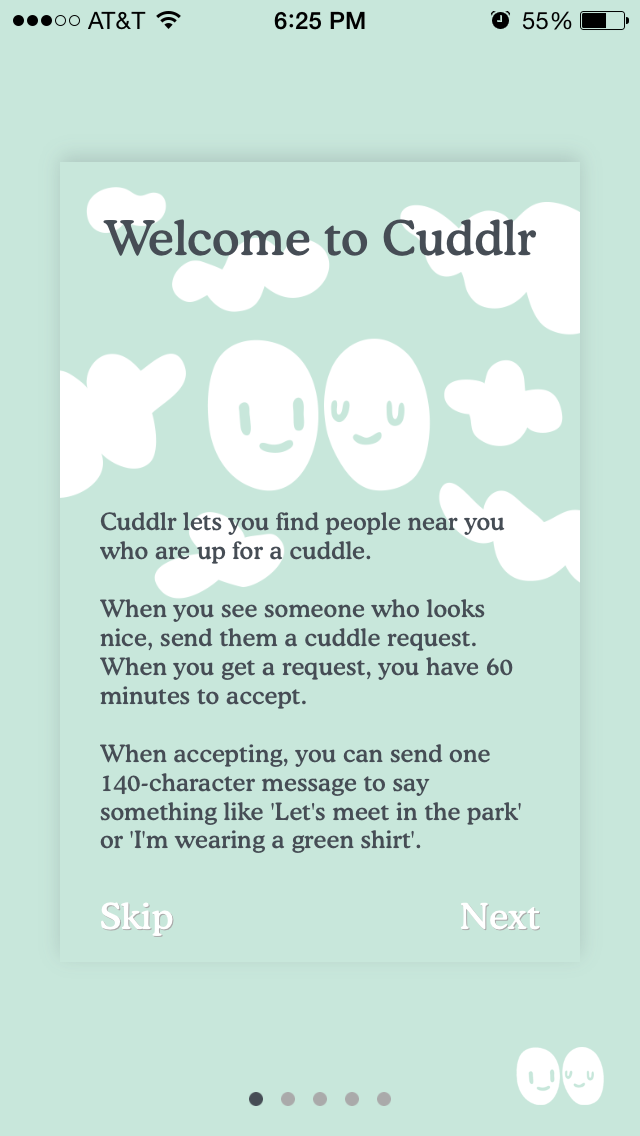 AT&T 6:25 PM 55%
Welcome to Cuddlr
Cuddlr lets you find people near you
who are up for a cuddle.
When you see someone who looks
nice, send them a cuddle request.
When you get a request, you have 60
minutes to accept.
When accepting, you can send one
140-character message to say
something like 'Let's meet in the park'
or 'I'm wearing a green shirt'.
Skip Next